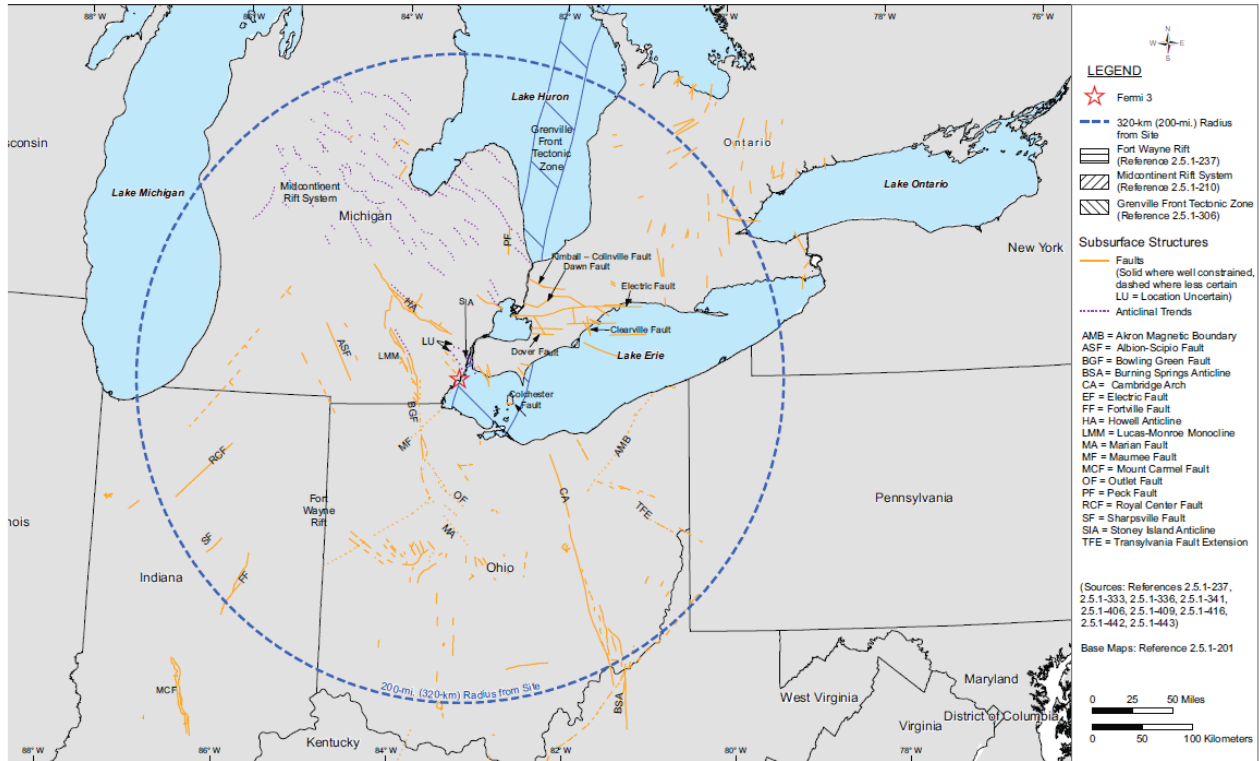 88° W
86° W
84° W
82° W
80° W
78° W
76° W
sconsin
Lake Michigan
Lake Huron
Grenville
Front
Tectonic
Zone
Ontario
Lake Ontario
Midcontinent
Rift System
Michigan
New York
PF
Kimball – Colinville Fault
Dawn Fault
Electric Fault
HA
SIA
Clearville Fault
LU
ASF
LMM
Dover Fault
Lake Erie
Colchester
Fault
BGF
MF
AMB
RCF
CA
Pennsylvania
Fort
Wayne
Rift
OF
TFE
nois
MA
SF
Ohio
Indiana
FF
MCF
200-mi. (320-km) Radius from Site
BSA
West Virginia
Maryland
District of Columbia
Virginia
Kentucky
88° W
86° W
84° W
82° W
80° W
78° W
N
W E
S
LEGEND
Fermi 3
320-km (200-mi.) Radius
from Site
Fort Wayne Rift
(Reference 2.5.1-237)
Midcontinent Rift System
(Reference 2.5.1-210)
Grenville Front Tectonic Zone
(Reference 2.5.1-306)
Subsurface Structures
Faults
(Solid where well constrained,
dashed where less certain
LU = Location Uncertain)
Anticlinal Trends
AMB = Akron Magnetic Boundary
ASF = Albion-Scipio Fault
BGF = Bowling Green Fault
BSA = Burning Springs Anticline
CA = Cambridge Arch
EF = Electric Fault
FF = Fortville Fault
HA = Howell Anticline
LMM = Lucas-Monroe Monocline
MA = Marian Fault
MF = Maumee Fault
MCF = Mount Carmel Fault
OF = Outlet Fault
PF = Peck Fault
RCF = Royal Center Fault
SF = Sharpsville Fault
SIA = Stoney Island Anticline
TFE = Transylvania Fault Extension
(Sources: References 2.5.1-237,
2.5.1-333, 2.5.1-336, 2.5.1-341,
2.5.1-406, 2.5.1-409, 2.5.1-416,
2.5.1-442, 2.5.1-443)
Base Maps: Reference 2.5.1-201
0 25 50 Miles
0 50 100 Kilometers